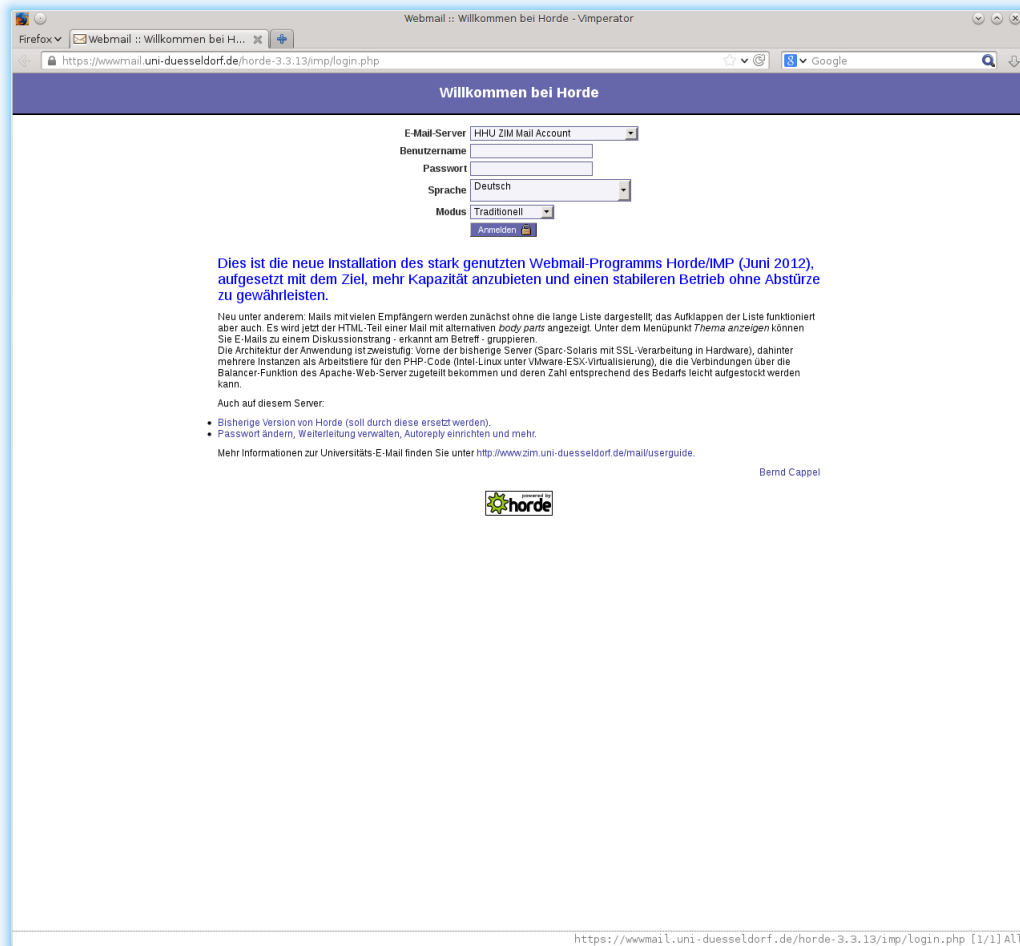 Webmail :: Willkommen bei Horde - Vimperator
Firefox
Webmail :: Willkommen bei H...
https://wwwmail.uni-duesseldorf.de/horde-3.3.13/imp/login.php
Google
Willkommen bei Horde
E-Mail-Server HHU ZIM Mail Account
Benutzername
Passwort
Sprache Deutsch
Modus Traditionell
Anmelden
Dies ist die neue Installation des stark genutzten Webmail-Programms Horde/IMP (Juni 2012),
aufgesetzt mit dem Ziel, mehr Kapazität anzubieten und einen stabileren Betrieb ohne Abstürze
zu gewährleisten.
Neu unter anderem: Mails mit vielen Empfängern werden zunächst ohne die lange Liste dargestellt; das Aufklappen der Liste funktioniert
aber auch. Es wird jetzt der HTML-Teil einer Mail mit alternativen body parts angezeigt. Unter dem Menüpunkt Thema anzeigen können
Sie E-Mails zu einem Diskussionstrang - erkannt am Betreff - gruppieren.
Die Architektur der Anwendung ist zweistufig: Vorne der bisherige Server (Sparc-Solaris mit SSL-Verarbeitung in Hardware), dahinter
mehrere Instanzen als Arbeitstiere für den PHP-Code (Intel-Linux unter VMware-ESX-Virtualisierung), die die Verbindungen über die
Balancer-Funktion des Apache-Web-Server zugeteilt bekommen und deren Zahl entsprechend des Bedarfs leicht aufgestockt werden
kann.
Auch auf diesem Server:
Bisherige Version von Horde (soll durch diese ersetzt werden).
Passwort ändern, Weiterleitung verwalten, Autoreply einrichten und mehr.
Mehr Informationen zur Universitäts-E-Mail finden Sie unter http://www.zim.uni-duesseldorf.de/mail/userguide.
Bernd Cappel
powered by
horde
https://wwwmail.uni-duesseldorf.de/horde-3.3.13/imp/login.php [1/1] All